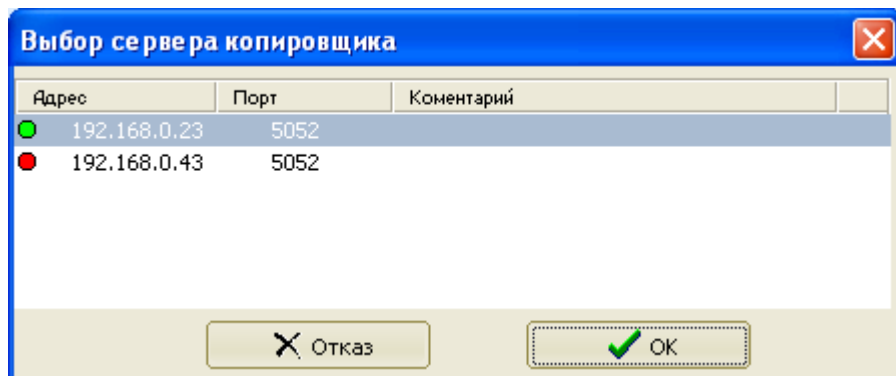 Выбор сервера копировщика
Адрес Порт Коментарий
192.168.0.23 5052
192.168.0.43 5052
Отказ OK